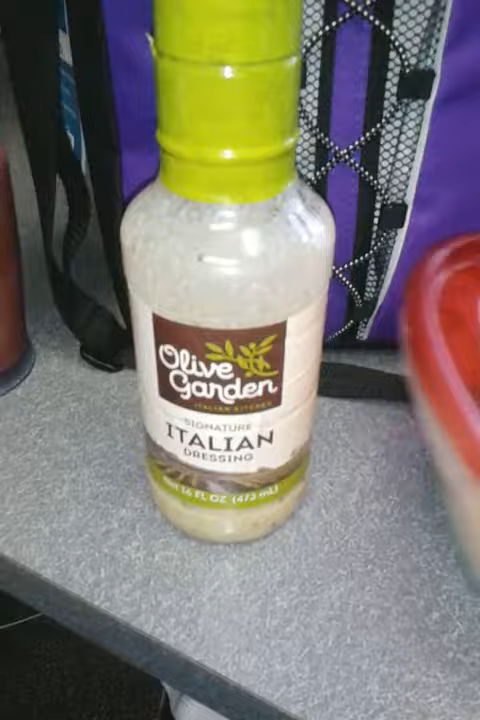 Olive
Garden
ITALIAN KITCHEN
SIGNATURE
ITALIAN
DRESSING
NET 16 FL OZ (473 mL)